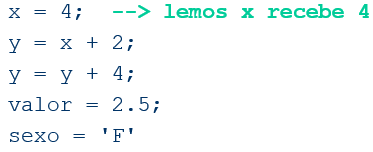 x = 4;  --> lemos x recebe 4
y = x + 2;
y = y + 4;
valor = 2.5;
sexo = 'F'